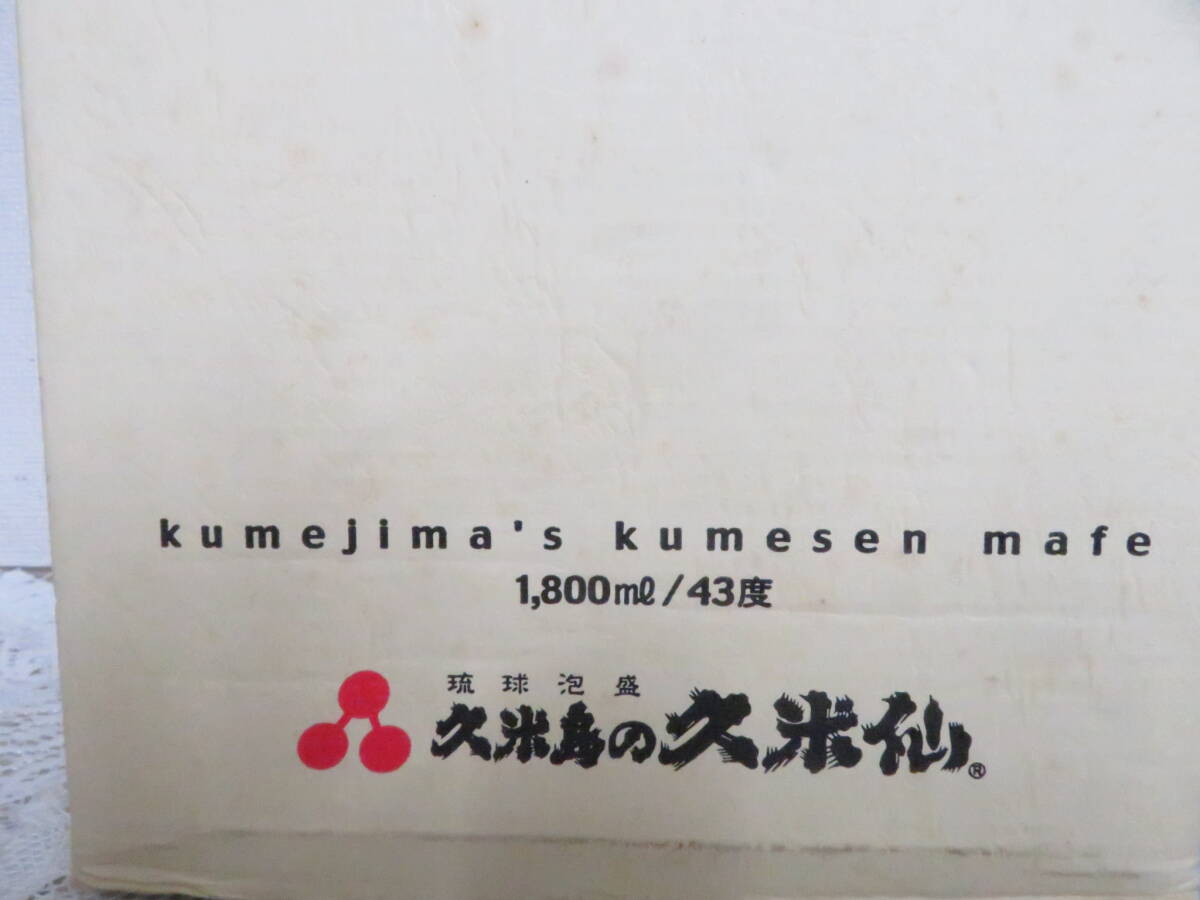 kumejima's kumesen mafe
1,800ml/43度
琉球泡盛
久米島の久米仙®